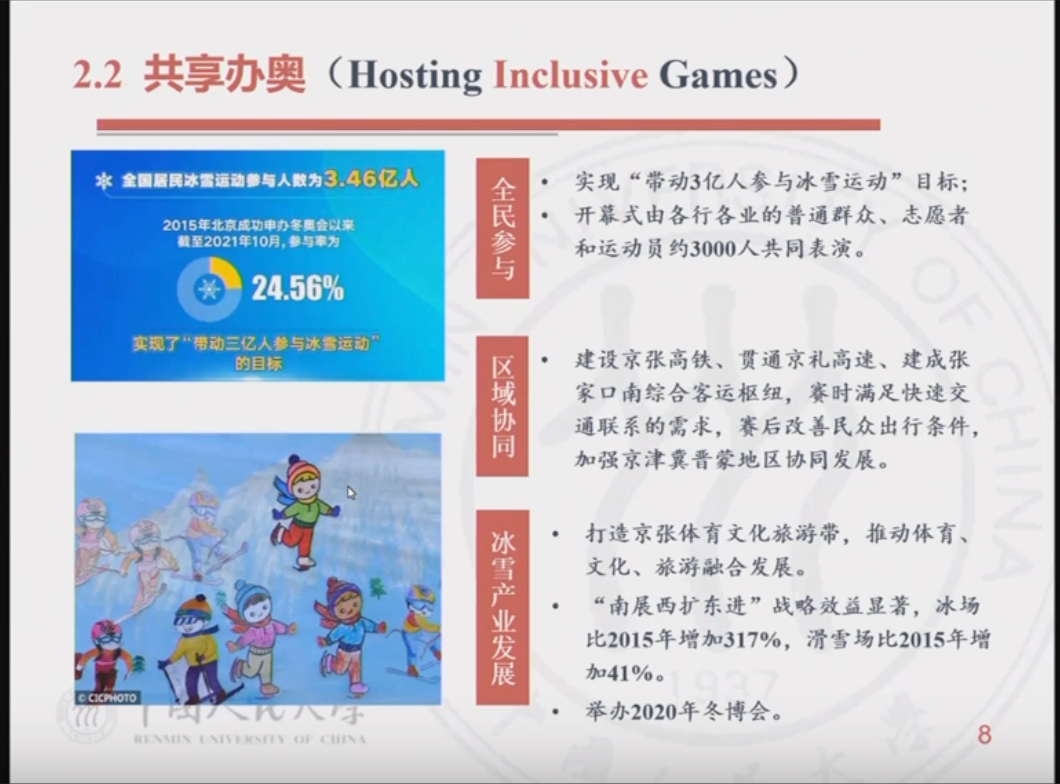 2.2 共享办奥（Hosting Inclusive Games）
全国居民冰雪运动参与人数为3.46亿人
2015年北京成功申办冬奥会以来
截至2021年10月,参与率为
24.56%
实现了“带动三亿人参与冰雪运动”
的目标
© CICPHOTO
全民参与
• 实现“带动3亿人参与冰雪运动”目标；
• 开幕式由各行各业的普通群众、志愿者
和运动员约3000人共同表演。
区域协同
• 建设京张高铁、贯通京礼高速、建成张
家口南综合客运枢纽，赛时满足快速交
通联系的需求，赛后改善民众出行条件，
加强京津冀晋蒙地区协同发展。
冰雪产业发展
• 打造京张体育文化旅游带，推动体育、
文化、旅游融合发展。
• “南展西扩东进”战略效益显著，冰场
比2015年增加317%，滑雪场比2015年增
加41%。
• 举办2020年冬博会。
中国人民大学
RENMIN UNIVERSITY OF CHINA
1937
8